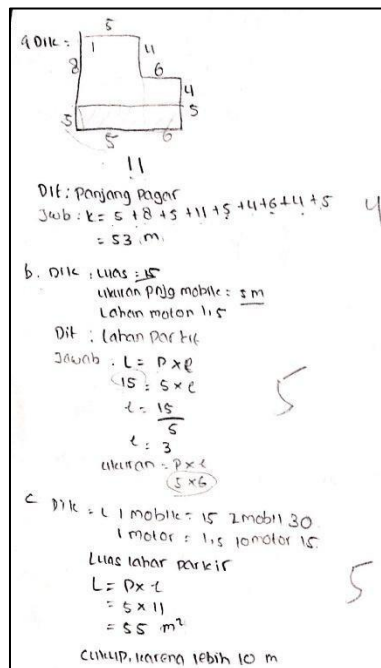 a Dik :
5
1
4
8
6
4
5
5
5
6
11
Dit : Panjang Pagar
Jwb : k = 5 + 8 + 5 + 11 + 5 + 4 + 6 + 4 + 5
4
= 53 m
b. Dik : Luas : 15
ukuran pnjg mobile : 5 m
Lahan motor 1,5
Dit : lahan parkir
Jawab : L = P x l
15 = 5 x l
5
l = 15
5
l = 3
ukuran = P x l
5 x 6
c Dik = L 1 mobile = 15 2 mobil 30
1 motor = 1,5 10 motor 15
Luas lahar parkir
5
L = P x l
= 5 x 11
= 55 m²
cukup, karena lebih 10 m